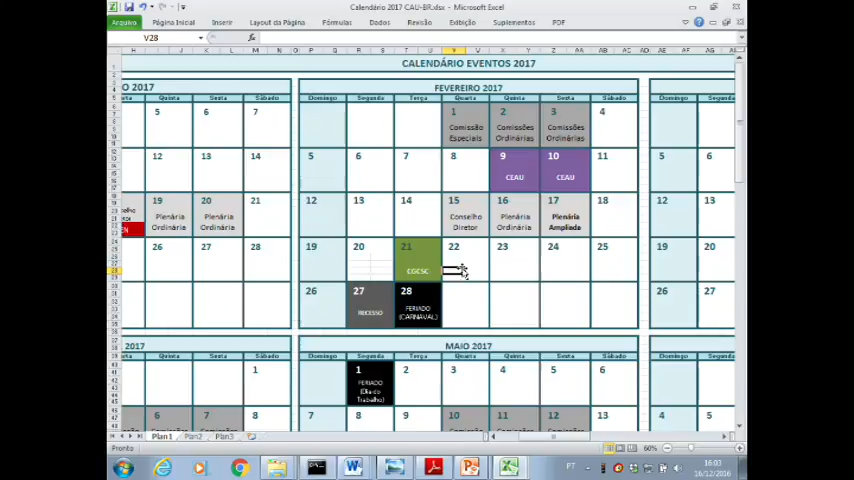 Calendário 2017 CAU-BR.xlsx - Microsoft Excel
Arquivo Página Inicial Inserir Layout da Página Fórmulas Dados Revisão Exibição Suplementos PDF
V28 fx
CALENDÁRIO EVENTOS 2017
O 2017 FEVEREIRO 2017
Quinta Sexta Sábado Domingo Segunda Terça Quarta Quinta Sexta Sábado Domingo Segunda
5 6 7 1 2 3 4
Comissão Comissões Comissões
Especiais Ordinárias Ordinárias
12 13 14 5 6 7 8 9 10 11 5 6
CEAU CEAU
19 20 21 12 13 14 15 16 17 18 12 13
Plenária Plenária Conselho Plenária Plenária
Ordinária Ordinária Diretor Ordinária Ampliada
26 27 28 19 20 21 22 23 24 25 19 20
CGCSC
26 27 28 26 27
RECESSO FERIADO
(CARNAVAL)
2017 MAIO 2017
Quinta Sexta Sábado Domingo Segunda Terça Quarta Quinta Sexta Sábado Domingo Segunda
1 1 2 3 4 5 6
FERIADO
(Dia do
Trabalho)
6 7 8 7 8 9 10 11 12 13 4 5
Plan1 Plan2 Plan3
Pronto 60%
PT 16:03
16/12/2016